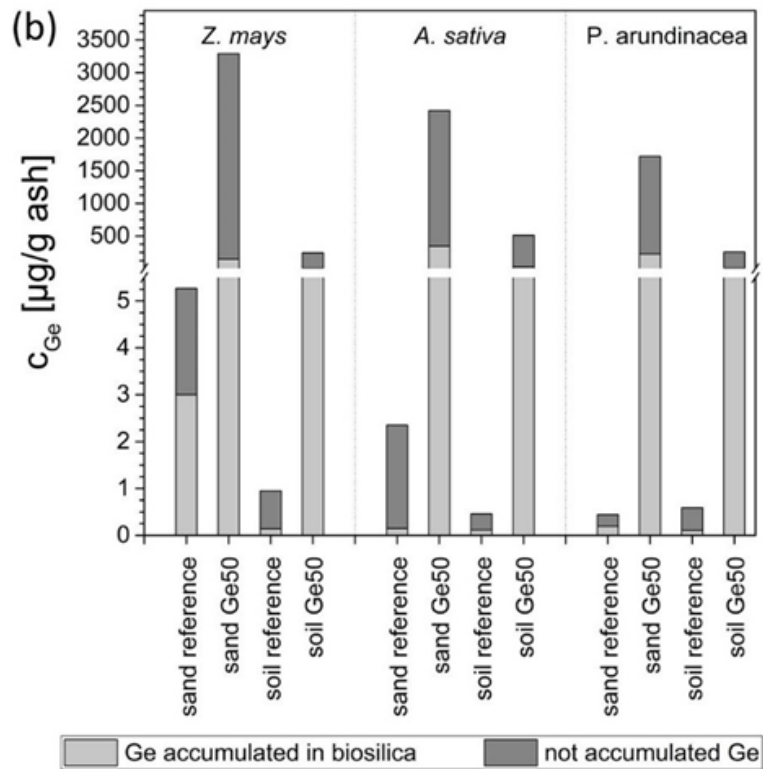 (b)
Z. mays
A. sativa
P. arundinacea
c_Ge [µg/g ash]
3500
3000
2500
2000
1500
1000
500
5
4
3
2
1
0
sand reference
sand Ge50
soil reference
soil Ge50
sand reference
sand Ge50
soil reference
soil Ge50
sand reference
sand Ge50
soil reference
soil Ge50
Ge accumulated in biosilica
not accumulated Ge